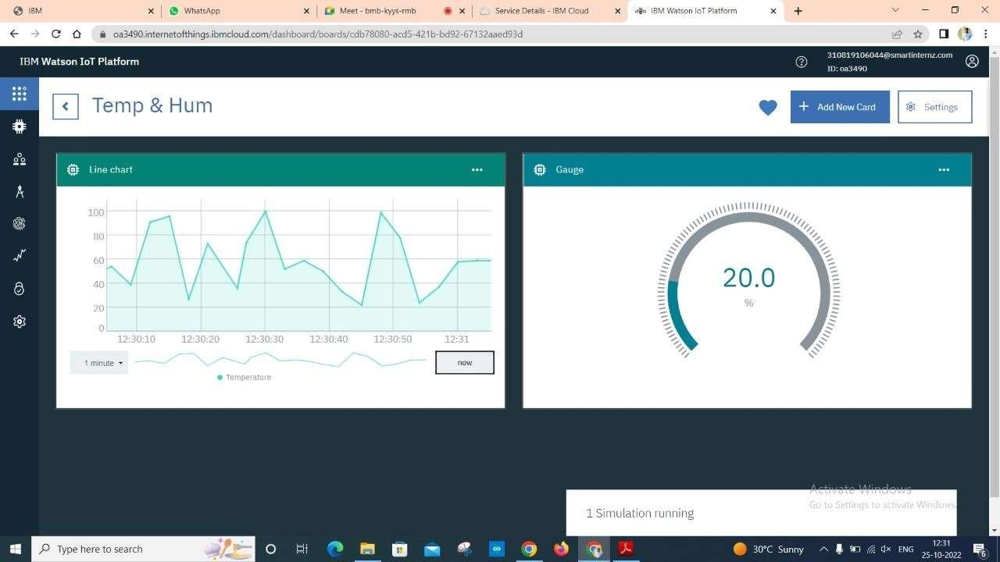 IBM
WhatsApp
Meet - bmb-kyys-rmb
Service Details - IBM Cloud
IBM Watson IoT Platform
oa3490.internetofthings.ibmcloud.com/dashboard/boards/cdb78080-acd5-421b-bd92-67132aaed93d
IBM Watson IoT Platform
310819106044@smartinternz.com
ID: oa3490
Temp & Hum
Add New Card
Settings
Line chart
Gauge
100
80
60
40
20
0
12:30:10 12:30:20 12:30:30 12:30:40 12:30:50 12:31
1 minute
now
Temperature
20.0
%
1 Simulation running
Activate Windows
Go to Settings to activate Windows.
Type here to search
30°C Sunny
ENG
12:31
25-10-2022
6